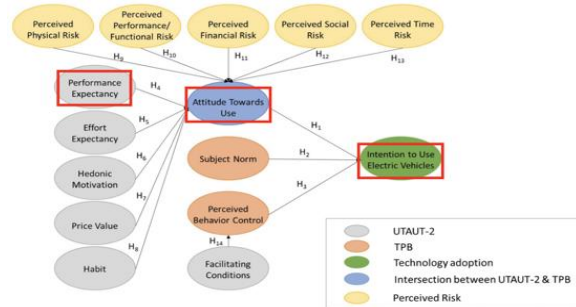 Perceived
Physical Risk
Perceived
Performance/
Functional Risk
Perceived
Financial Risk
Perceived Social
Risk
Perceived Time
Risk
H9
H10
H11
H12
H13
Performance
Expectancy
H4
Attitude Towards
Use
Effort
Expectancy
H5
H1
Hedonic
Motivation
H6
Subject Norm
H2
Intention to Use
Electric Vehicles
H7
H3
Price Value
Perceived
Behavior Control
H8
Habit
H14
Facilitating
Conditions
UTAUT-2
TPB
Technology adoption
Intersection between UTAUT-2 & TPB
Perceived Risk